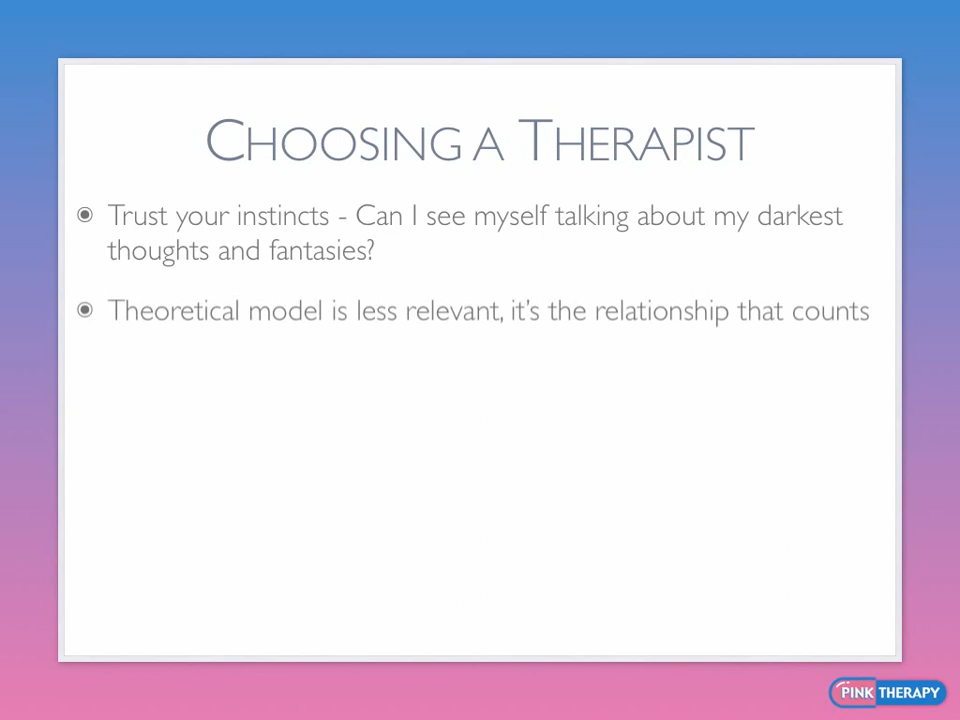 CHOOSING A THERAPIST
Trust your instincts - Can I see myself talking about my darkest
thoughts and fantasies?
Theoretical model is less relevant, it's the relationship that counts
PINK THERAPY